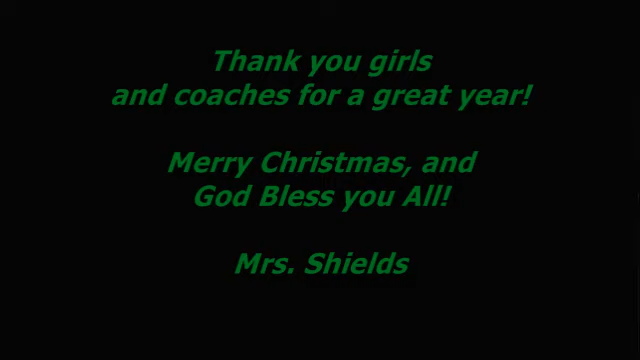 Thank you girls
and coaches for a great year!
Merry Christmas, and
God Bless you All!
Mrs. Shields